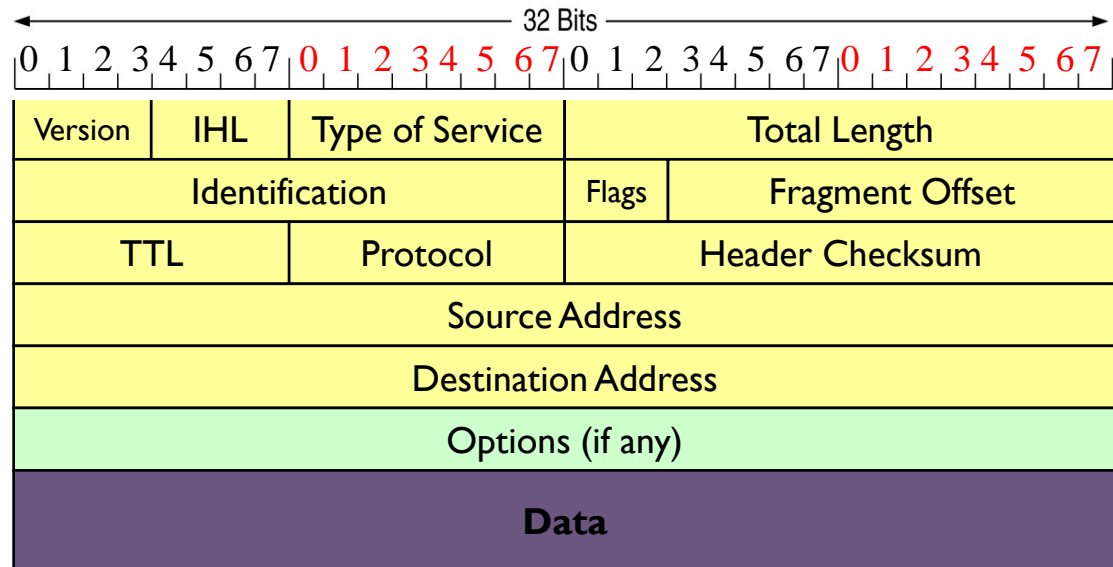 32 Bits
0 1 2 3 4 5 6 7 0 1 2 3 4 5 6 7 0 1 2 3 4 5 6 7 0 1 2 3 4 5 6 7
Version IHL Type of Service Total Length
Identification Flags Fragment Offset
TTL Protocol Header Checksum
Source Address
Destination Address
Options (if any)
Data